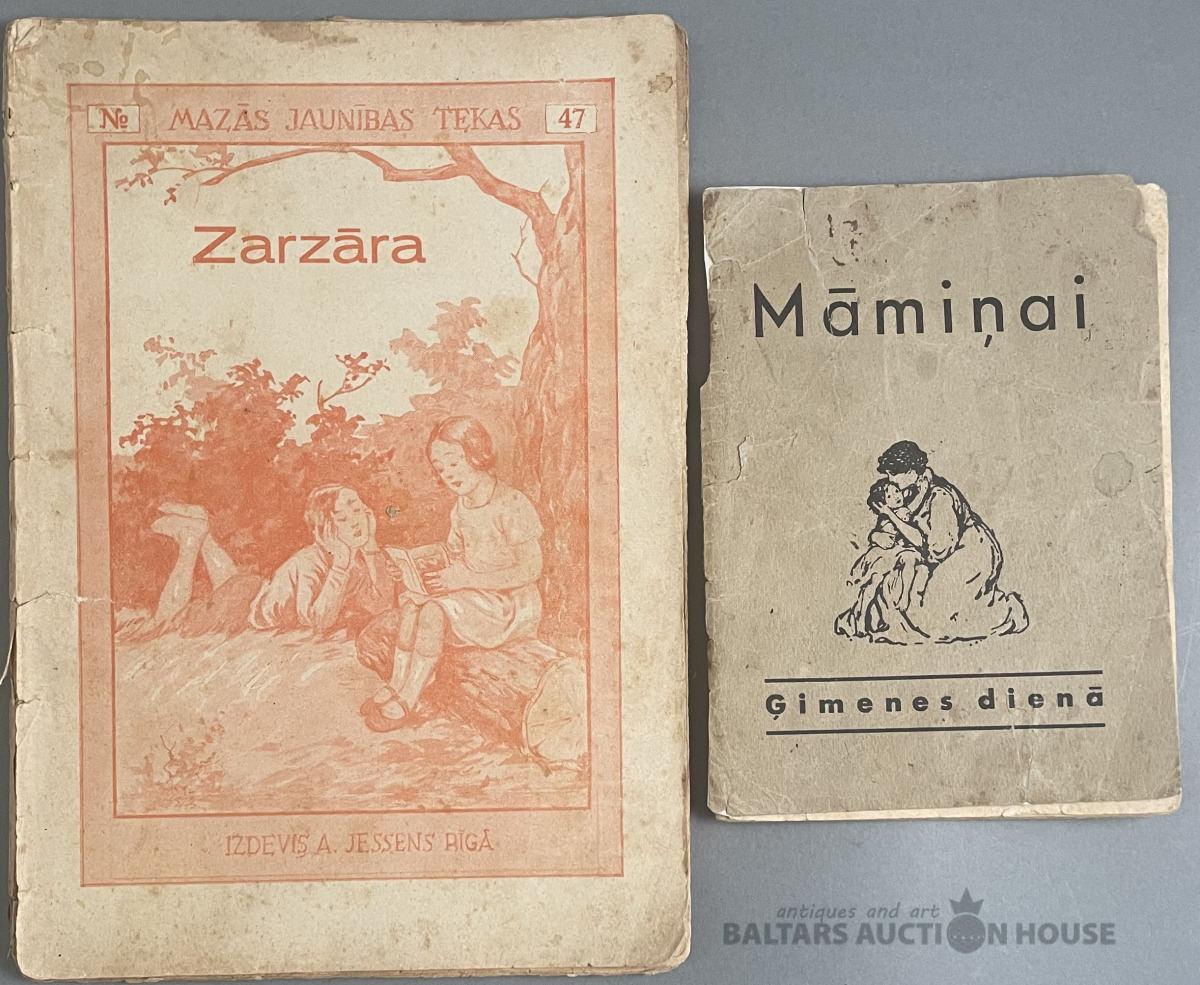 № MAZĀS JAUNĪBAS TEKAS 47
Zarzāra
IZDEVIS A. JESSENS RĪGĀ
Māmiņai
Ģimenes dienā
antiques and art
BALTARS AUCTION HOUSE